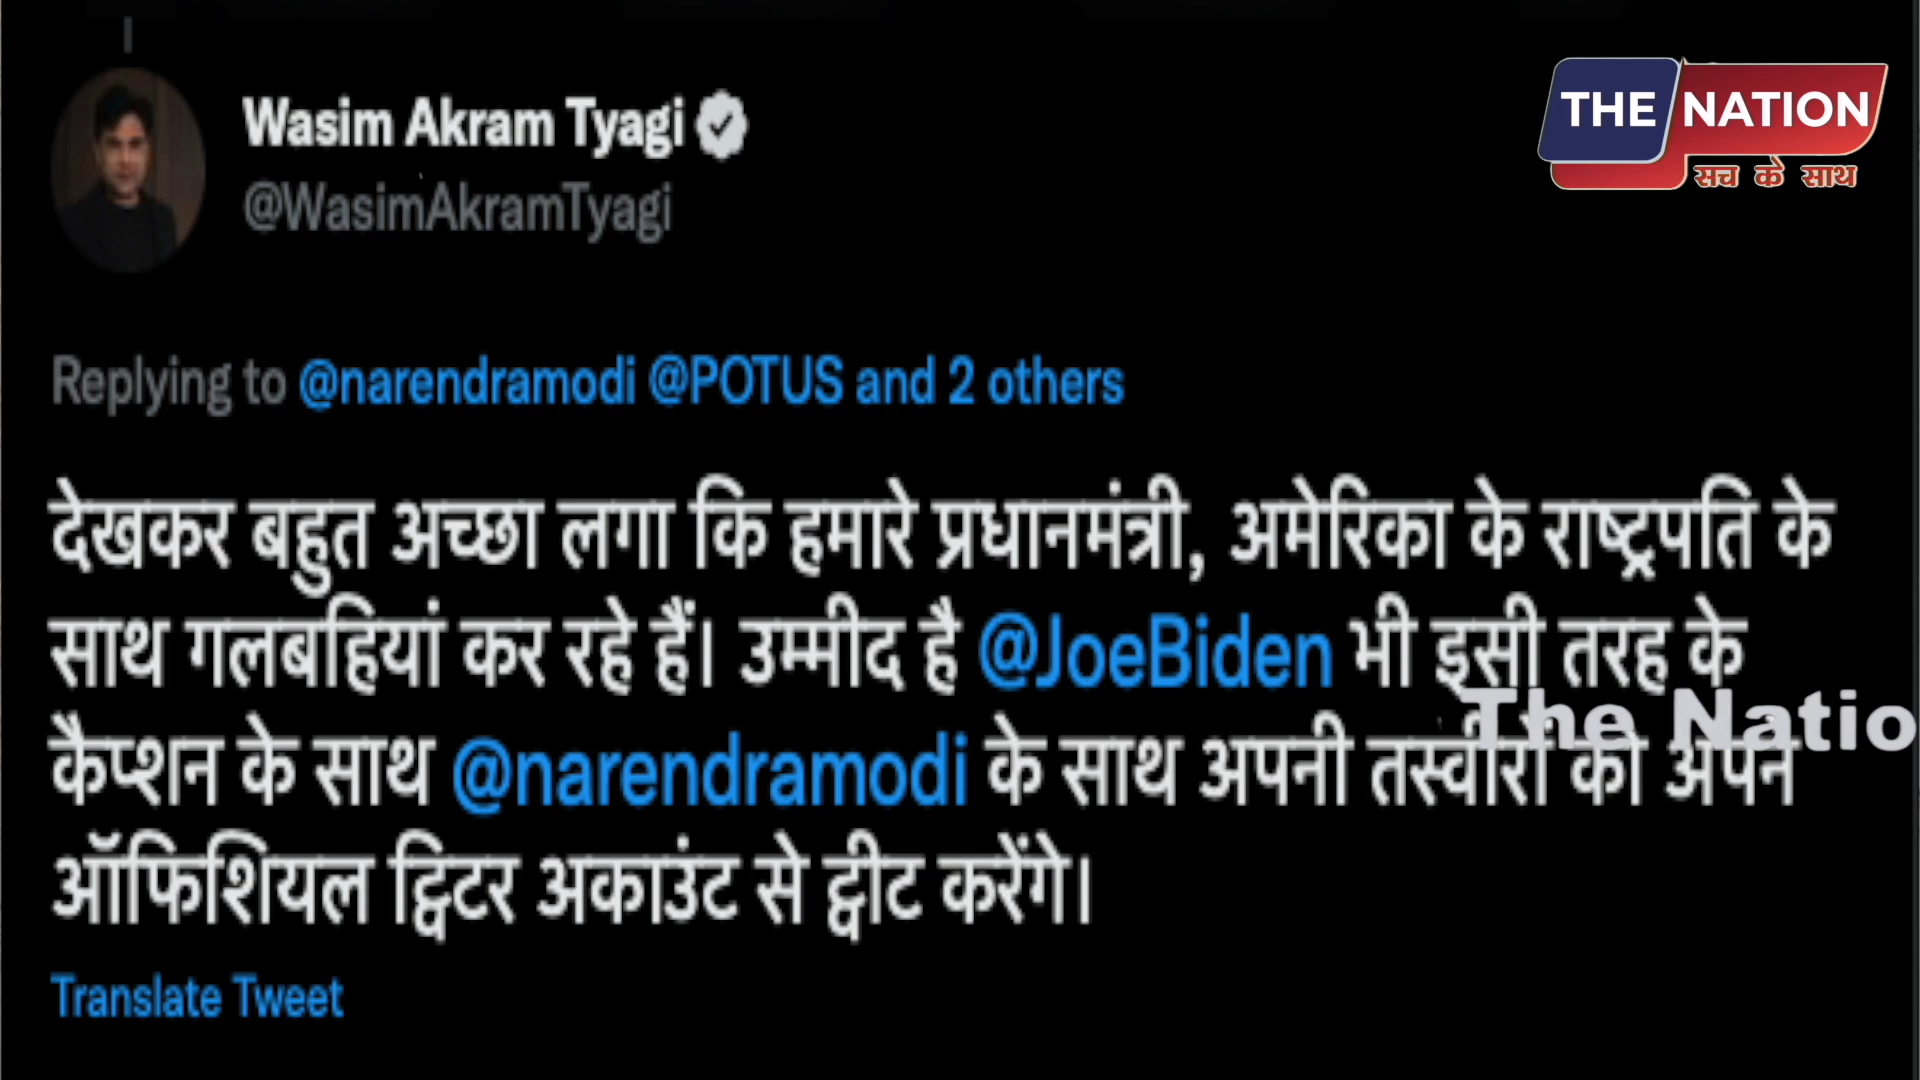 Wasim Akram Tyagi
@WasimAkramTyagi
THE NATION
सच के साथ
Replying to @narendramodi @POTUS and 2 others
देखकर बहुत अच्छा लगा कि हमारे प्रधानमंत्री, अमेरिका के राष्ट्रपति के
साथ गलबहियां कर रहे हैं। उम्मीद है @JoeBiden भी इसी तरह के
The Natio
कैप्शन के साथ @narendramodi के साथ अपनी तस्वीरों को अपने
ऑफिशियल ट्विटर अकाउंट से ट्वीट करेंगे।
Translate Tweet